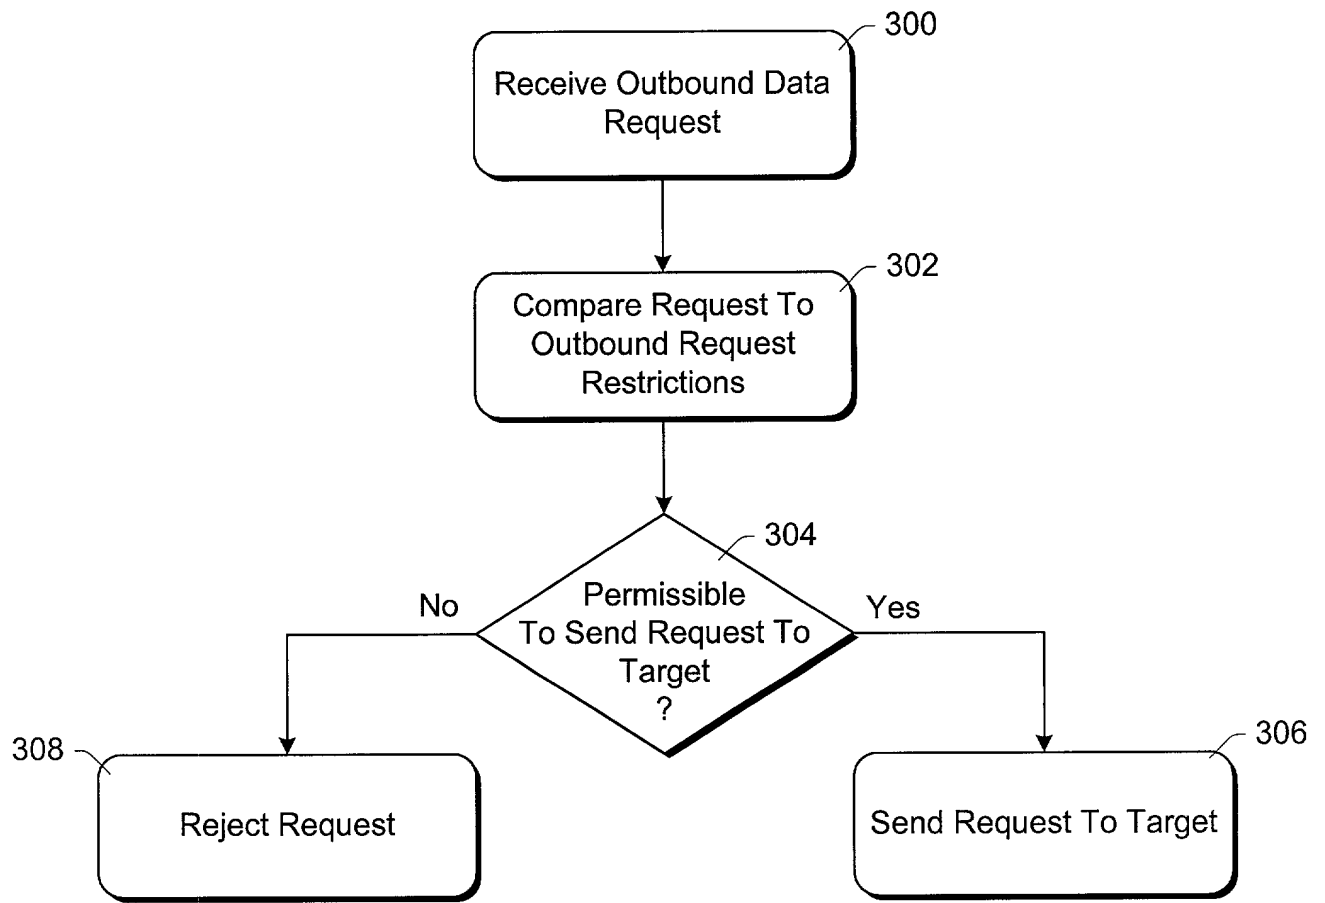 300
Receive Outbound Data
Request
302
Compare Request To
Outbound Request
Restrictions
304
Permissible
To Send Request To
Target
?
No
Yes
308
Reject Request
306
Send Request To Target